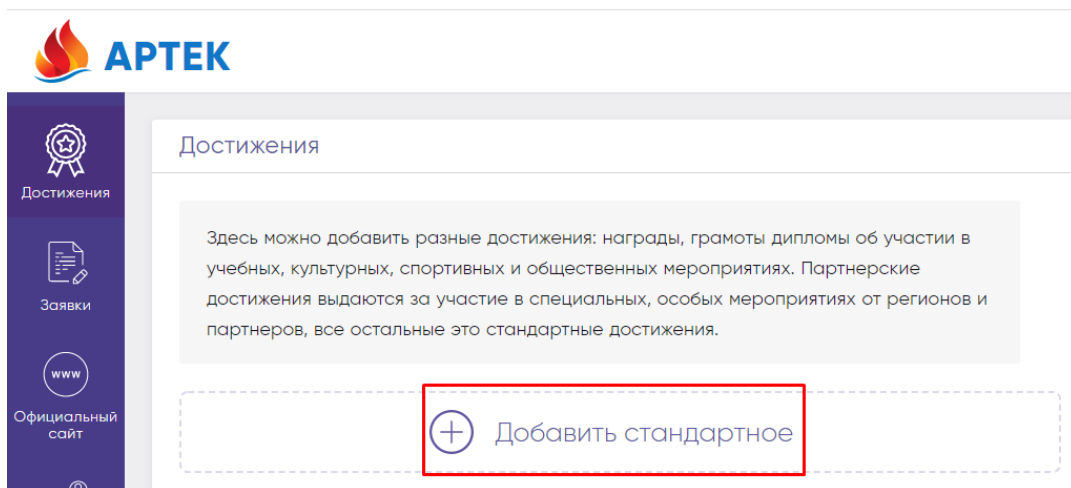 АРТЕК
Достижения
Достижения
Здесь можно добавить разные достижения: награды, грамоты дипломы об участии в
учебных, культурных, спортивных и общественных мероприятиях. Партнерские
достижения выдаются за участие в специальных, особых мероприятиях от регионов и
партнеров, все остальные это стандартные достижения.
Заявки
www
Официальный
сайт
Добавить стандартное